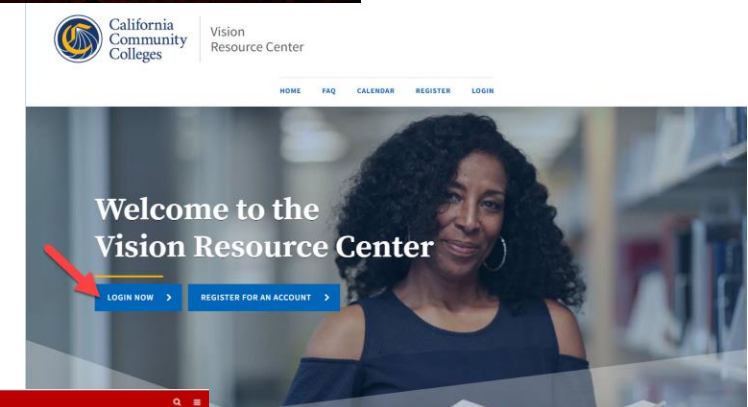 California
Community
Colleges
Vision
Resource Center
HOME FAQ CALENDAR REGISTER LOGIN
Welcome to the
Vision Resource Center
LOGIN NOW
REGISTER FOR AN ACCOUNT